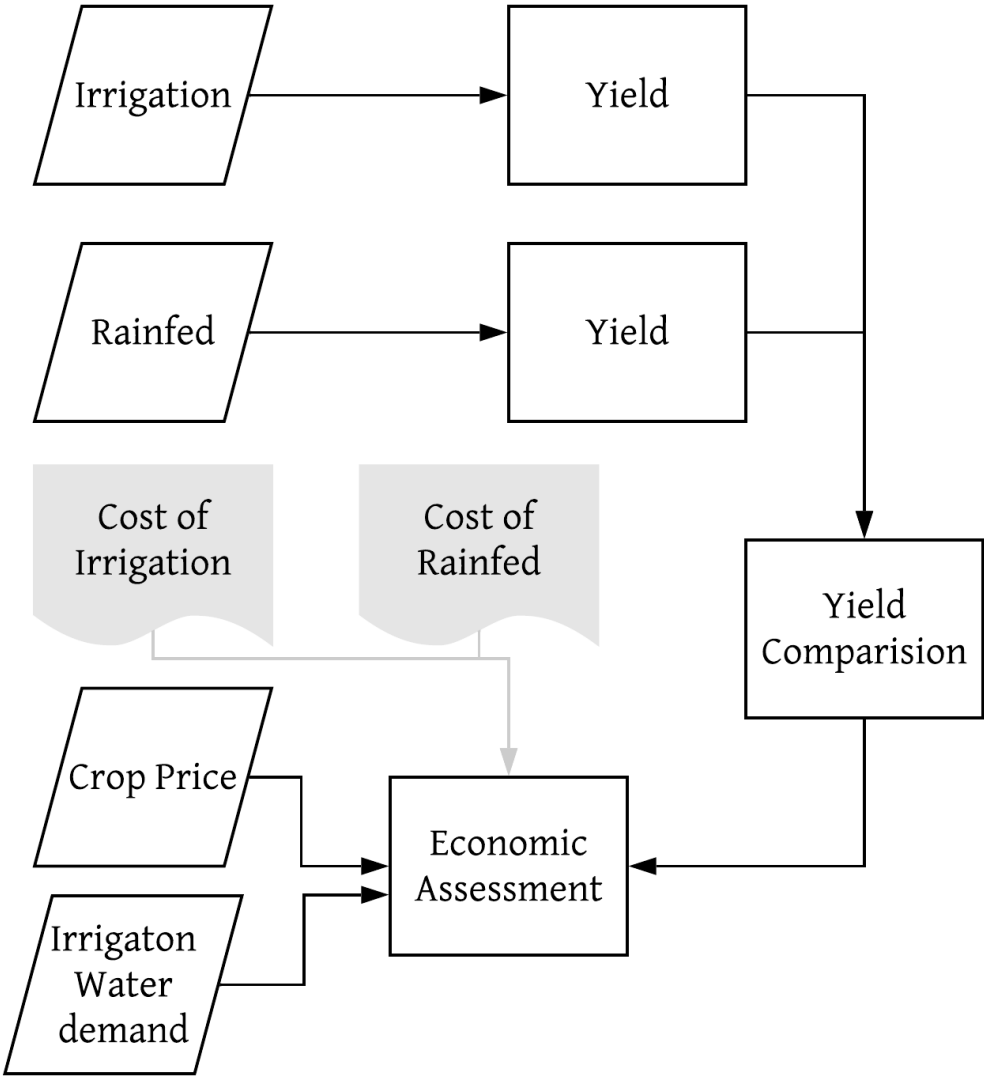 Irrigation
Yield
Rainfed
Yield
Cost of
Irrigation
Cost of
Rainfed
Yield
Comparision
Crop Price
Economic
Assessment
Irrigaton
Water
demand